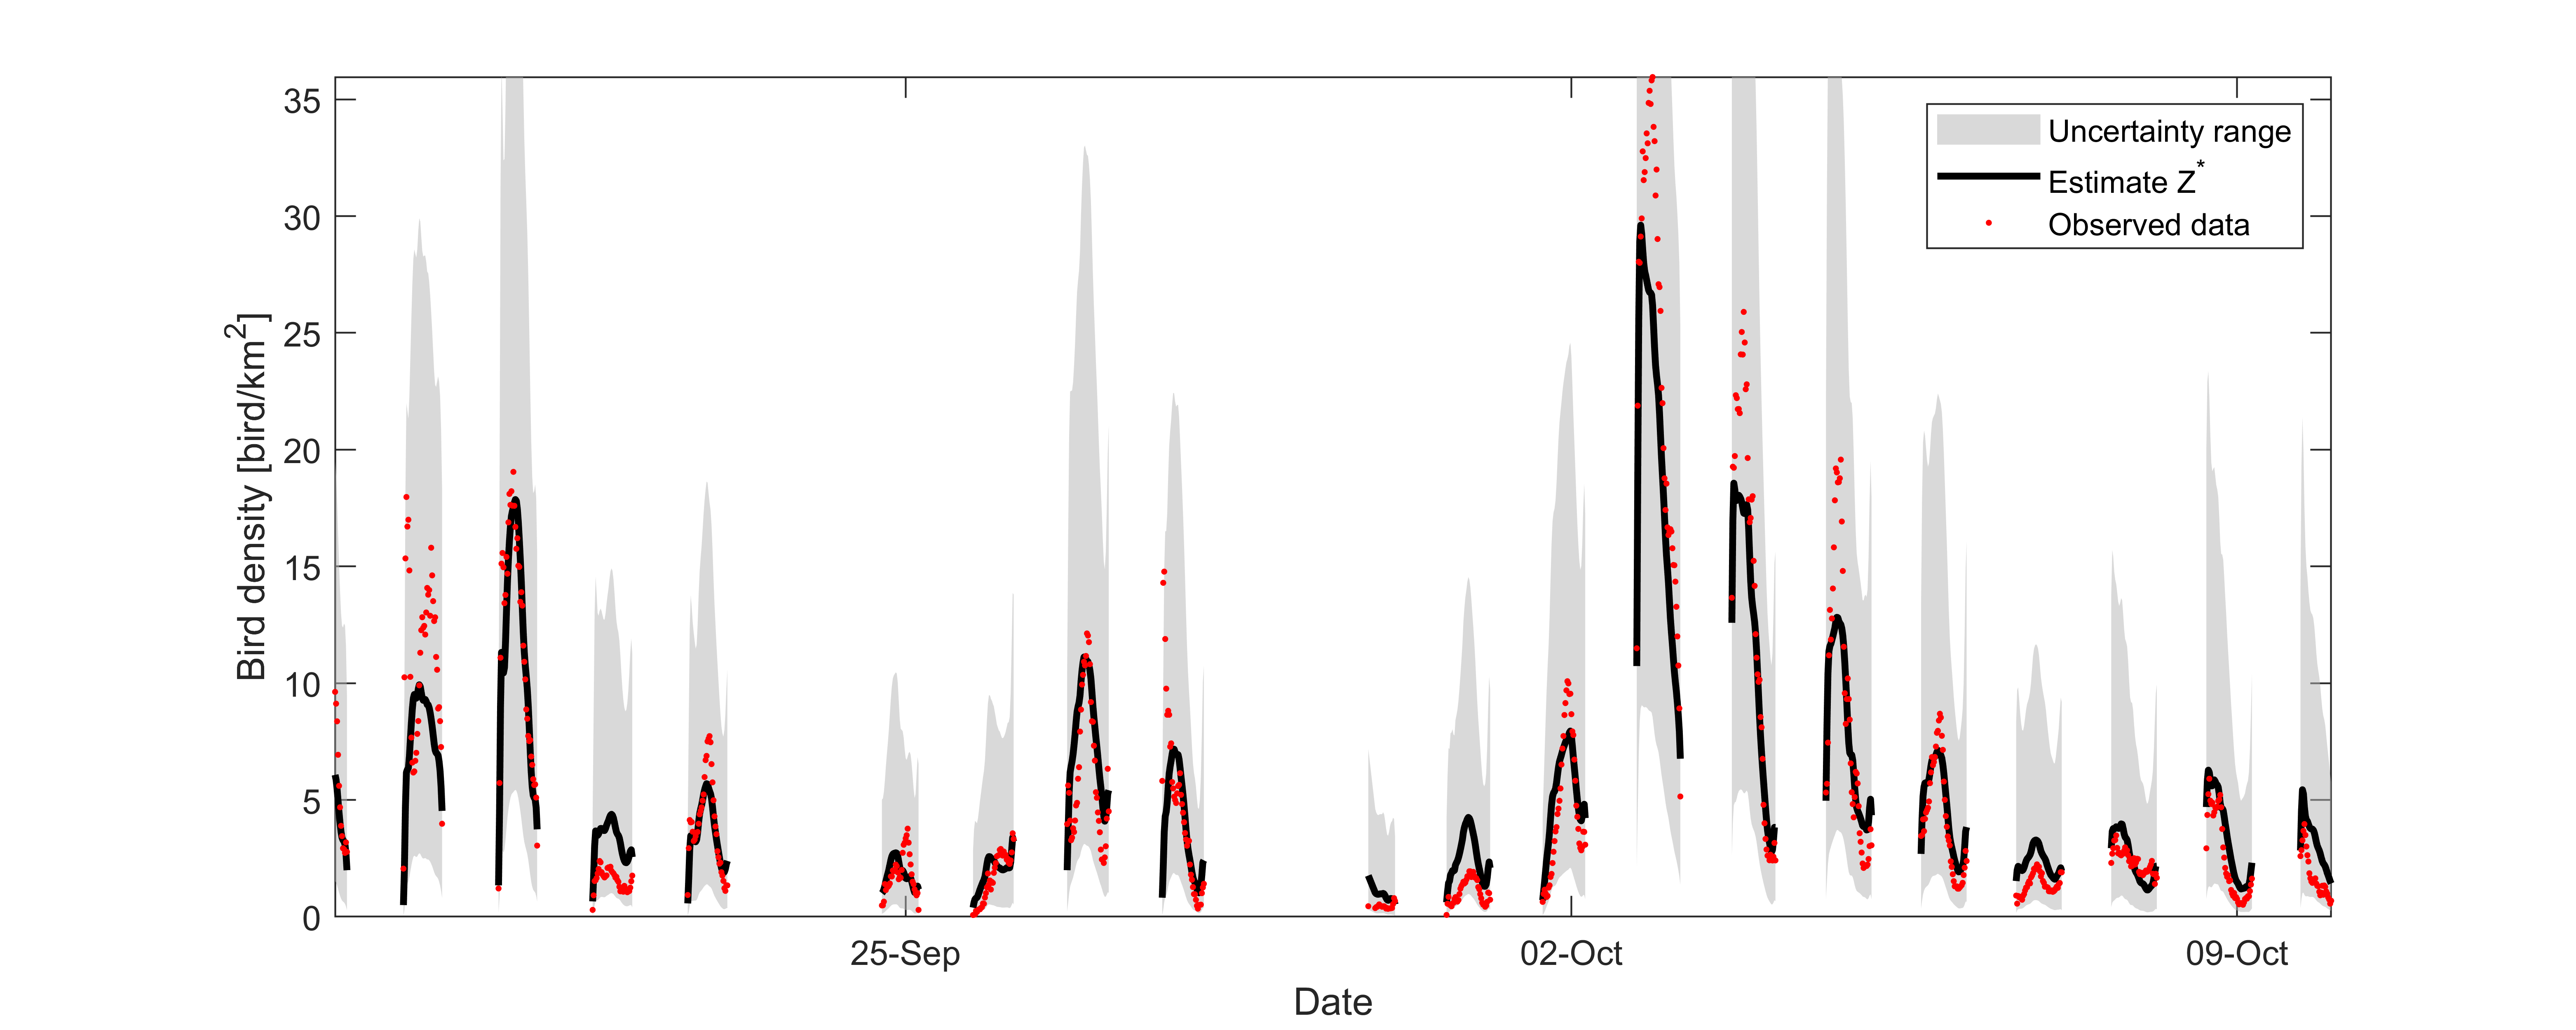 35
30
25
20
15
10
5
0
Bird density [bird/km²]
25-Sep
02-Oct
09-Oct
Date
Uncertainty range
Estimate Z*
Observed data